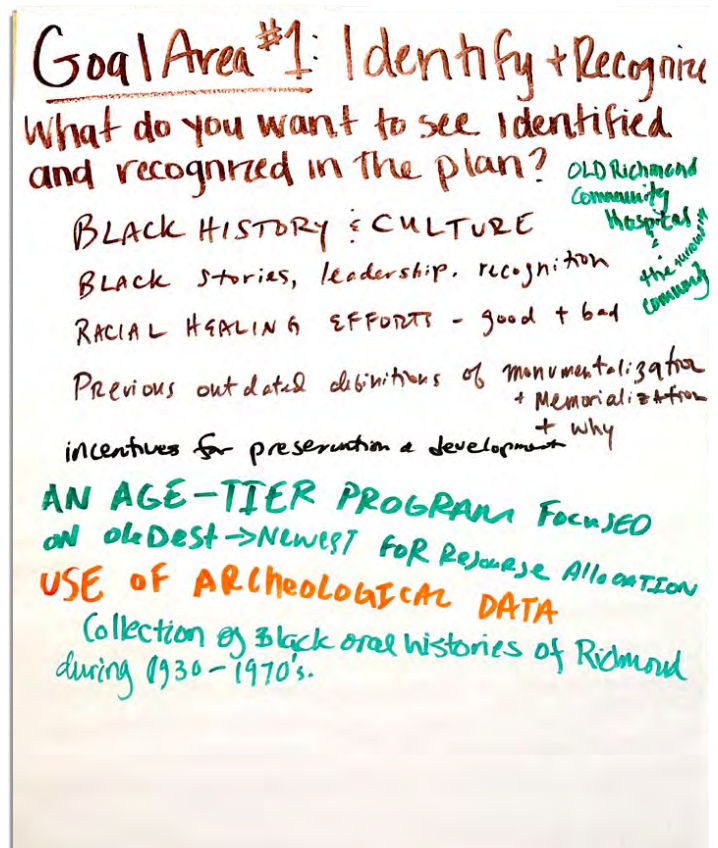 Goal Area #1: Identify + Recognize
What do you want to see identified
and recognized in the plan?
OLD Richmond
Community
Hospital
&
the surrounding
community
BLACK HISTORY & CULTURE
BLACK stories, leadership, recognition
RACIAL HEALING EFFORTS - good + bad
Previous outdated definitions of monumentalization
+ Memorialization
+ why
incentives for preservation & development
AN AGE-TIER PROGRAM FOCUSED
ON OLDEST → NEWEST FOR Resourse Allocation
USE OF ARCHEOLOGICAL DATA
Collection of Black oral histories of Richmond
during 1930-1970's.